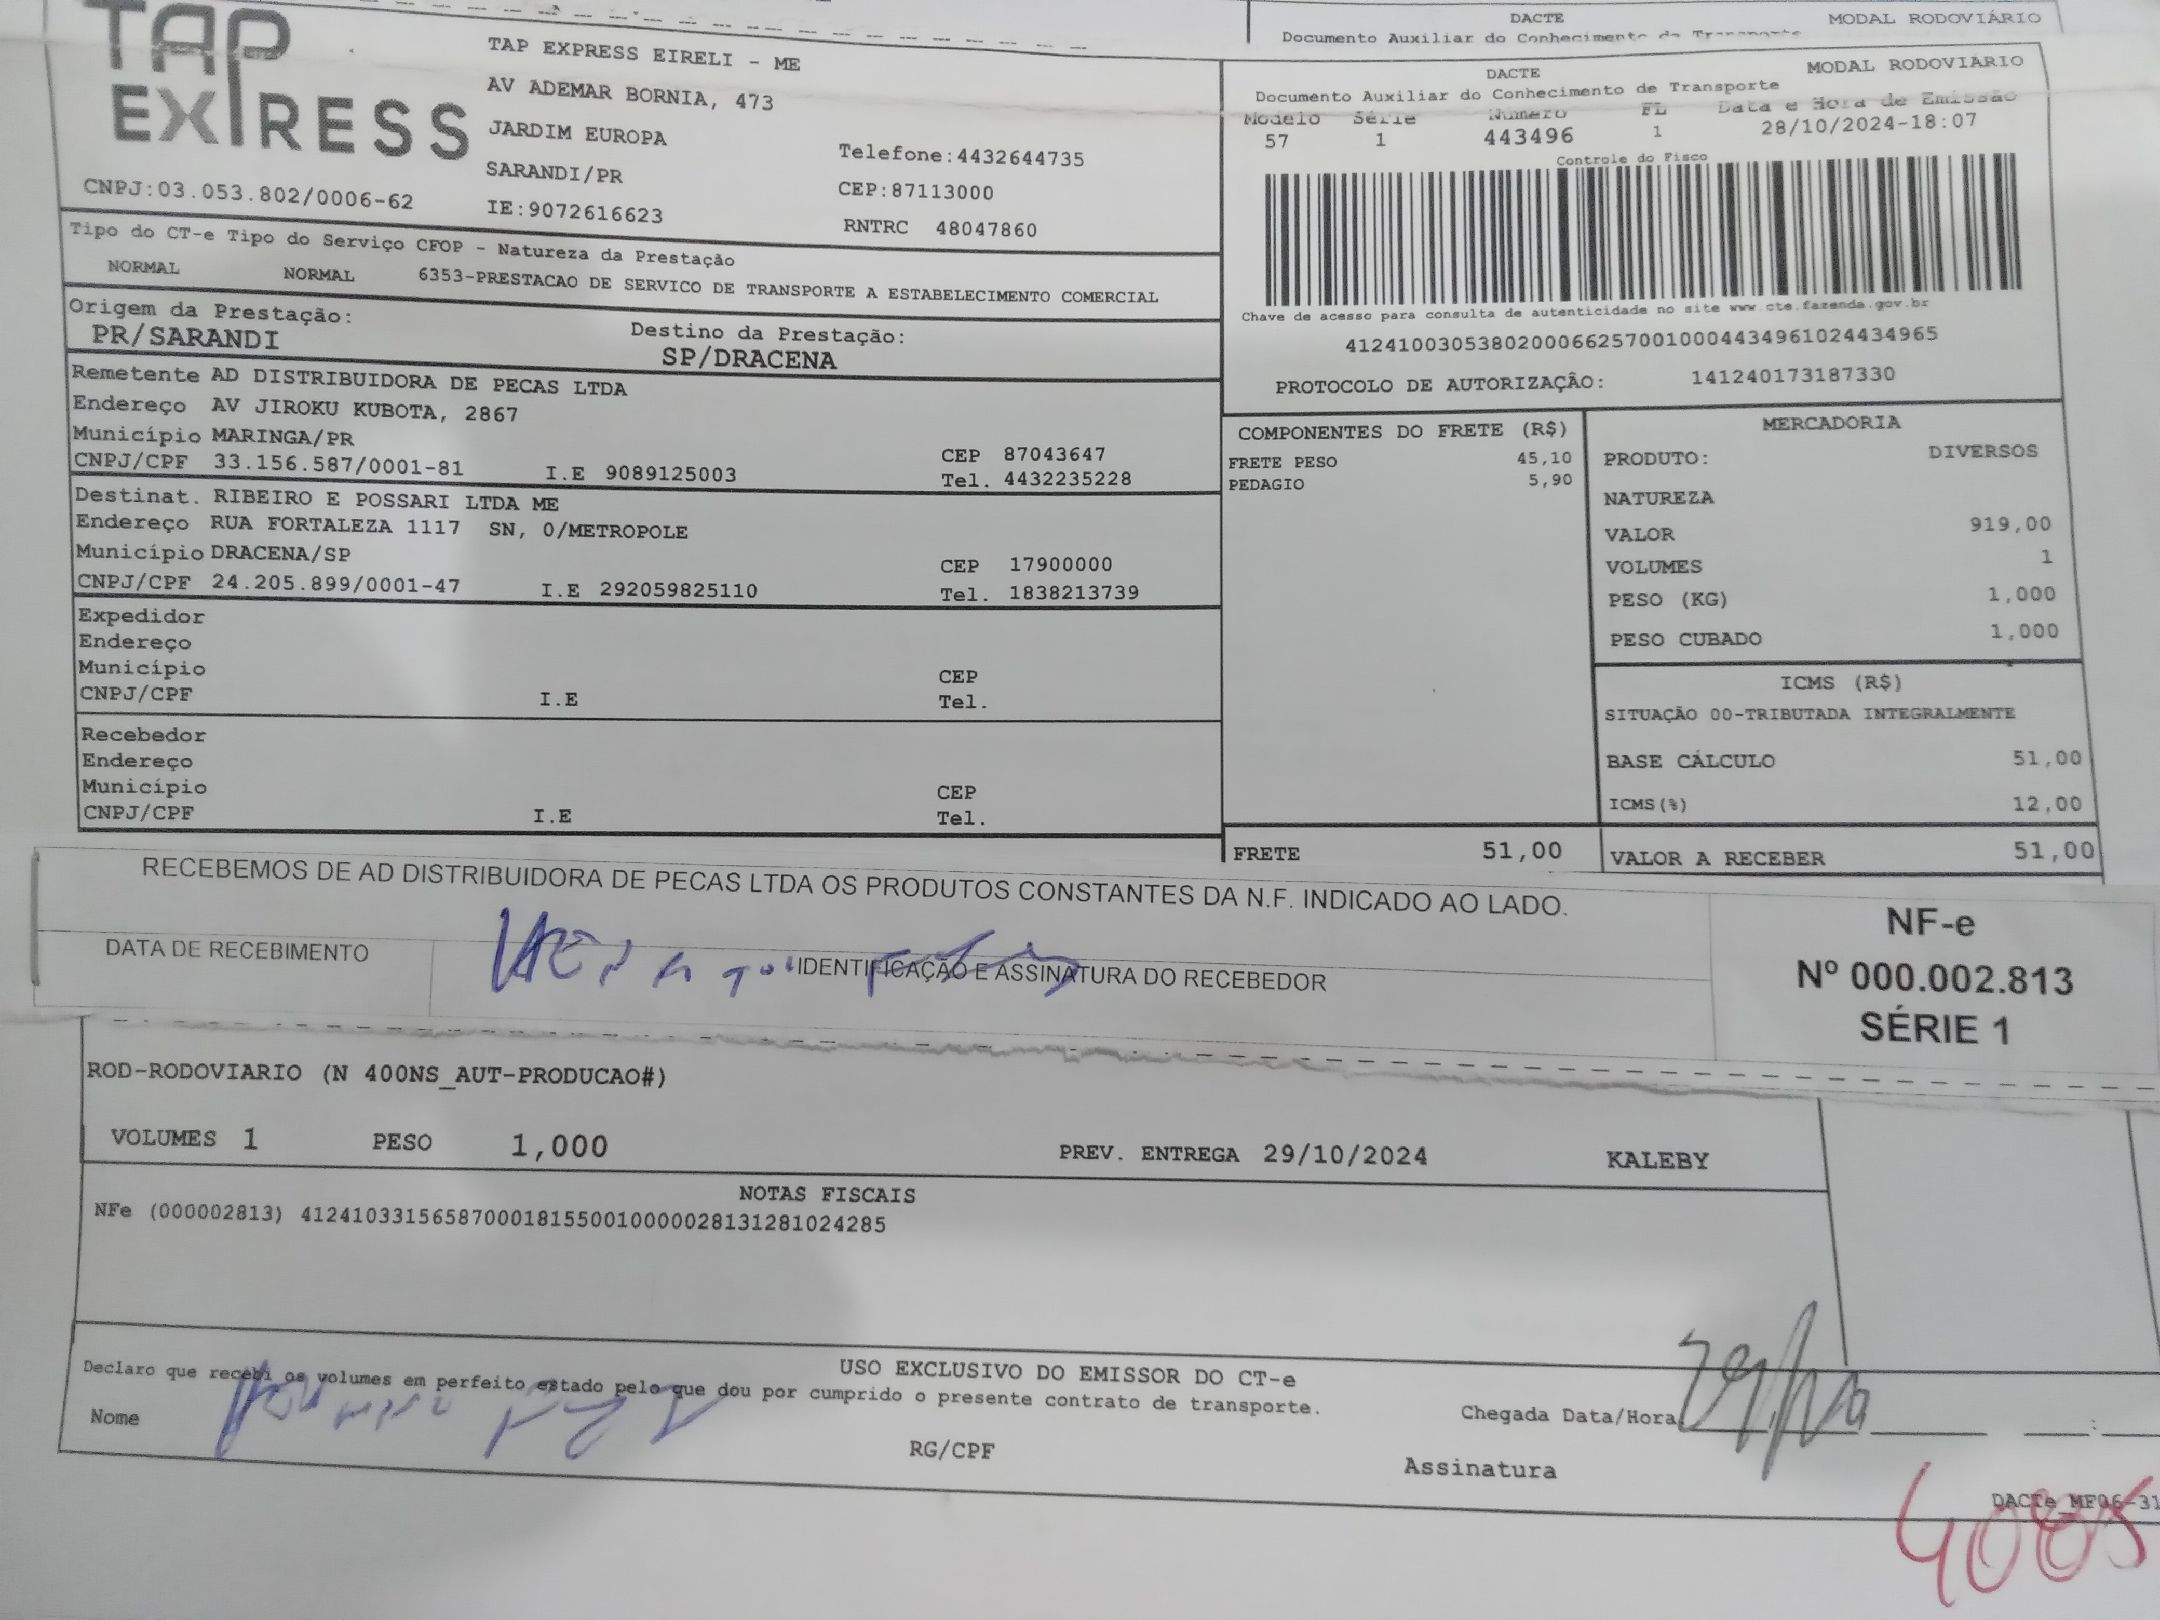 DACTE MODAL RODOVIÁRIO
Documento Auxiliar do Conhecimento de Transporte
TAP
EXPRESS
TAP EXPRESS EIRELI - ME
AV ADEMAR BORNIA, 473
JARDIM EUROPA
SARANDI/PR
IE:9072616623
Telefone:4432644735
CEP:87113000
RNTRC 48047860
CNPJ:03.053.802/0006-62
DACTE MODAL RODOVIÁRIO
Documento Auxiliar do Conhecimento de Transporte
Modelo Série Número FL Data e Hora de Emissão
57 1 443496 1 28/10/2024-18:07
Controle do Fisco
Chave de acesso para consulta de autenticidade no site www.cte.fazenda.gov.br
41241003053802000662570010004434961024434965
PROTOCOLO DE AUTORIZAÇÃO: 141240173187330
Tipo do CT-e Tipo do Serviço CFOP - Natureza da Prestação
NORMAL NORMAL 6353-PRESTACAO DE SERVICO DE TRANSPORTE A ESTABELECIMENTO COMERCIAL
Origem da Prestação: Destino da Prestação:
PR/SARANDI SP/DRACENA
Remetente AD DISTRIBUIDORA DE PECAS LTDA
Endereço AV JIROKU KUBOTA, 2867
Município MARINGA/PR CEP 87043647
CNPJ/CPF 33.156.587/0001-81 I.E 9089125003 Tel. 4432235228
Destinat. RIBEIRO E POSSARI LTDA ME
Endereço RUA FORTALEZA 1117 SN, 0/METROPOLE
Município DRACENA/SP CEP 17900000
CNPJ/CPF 24.205.899/0001-47 I.E 292059825110 Tel. 1838213739
Expedidor
Endereço
Município CEP
CNPJ/CPF I.E Tel.
Recebedor
Endereço
Município CEP
CNPJ/CPF I.E Tel.
COMPONENTES DO FRETE (R$)
FRETE PESO 45,10
PEDAGIO 5,90
FRETE 51,00
MERCADORIA
PRODUTO: DIVERSOS
NATUREZA
VALOR 919,00
VOLUMES 1
PESO (KG) 1,000
PESO CUBADO 1,000
ICMS (R$)
SITUAÇÃO 00-TRIBUTADA INTEGRALMENTE
BASE CÁLCULO 51,00
ICMS(%) 12,00
VALOR A RECEBER 51,00
RECEBEMOS DE AD DISTRIBUIDORA DE PECAS LTDA OS PRODUTOS CONSTANTES DA N.F. INDICADO AO LADO.
DATA DE RECEBIMENTO
IDENTIFICAÇÃO E ASSINATURA DO RECEBEDOR
NF-e
Nº 000.002.813
SÉRIE 1
ROD-RODOVIARIO (N 400NS_AUT-PRODUCAO#)
VOLUMES 1 PESO 1,000 PREV. ENTREGA 29/10/2024 KALEBY
NOTAS FISCAIS
NFe (000002813) 41241033156587000181550010000028131281024285
USO EXCLUSIVO DO EMISSOR DO CT-e
Declaro que recebi os volumes em perfeito estado pelo que dou por cumprido o presente contrato de transporte.
Nome
RG/CPF
Chegada Data/Hora
Assinatura
DACTe MF06-31